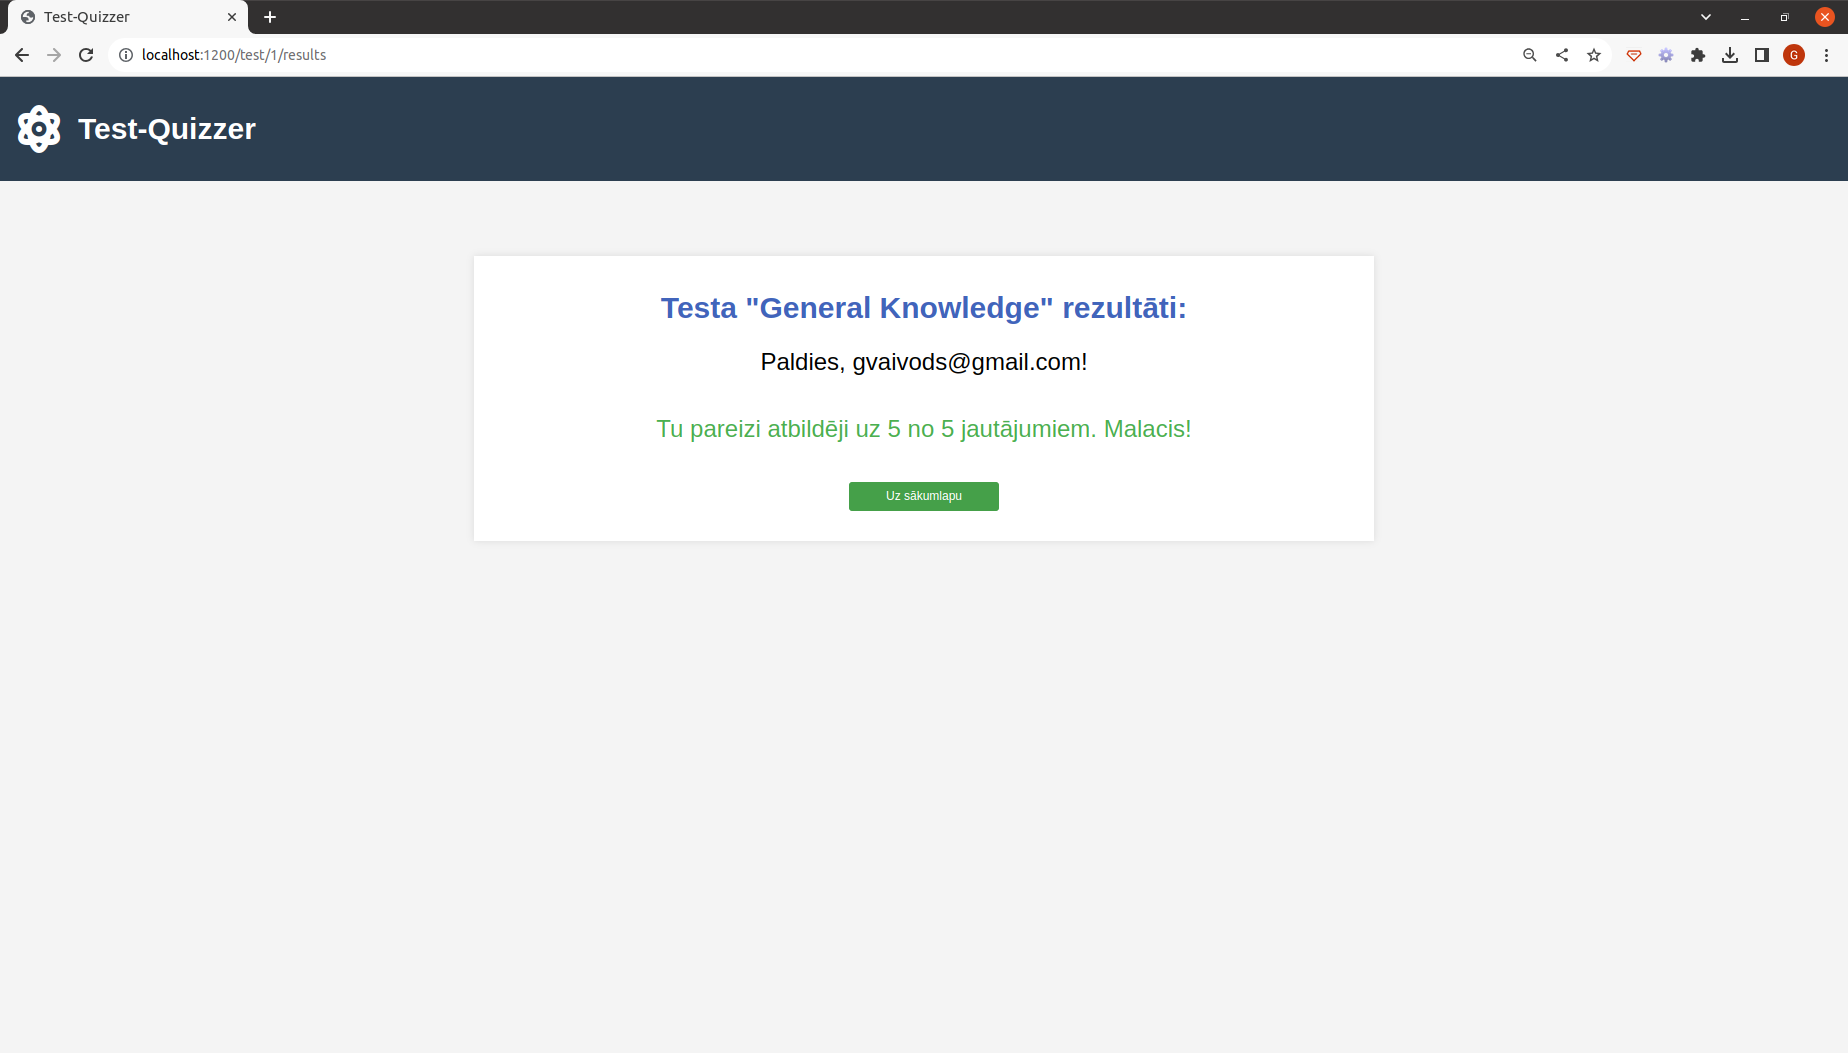 Test-Quizzer
localhost:1200/test/1/results
G
Test-Quizzer
Testa "General Knowledge" rezultāti:
Paldies, gvaivods@gmail.com!
Tu pareizi atbildēji uz 5 no 5 jautājumiem. Malacis!
Uz sākumlapu